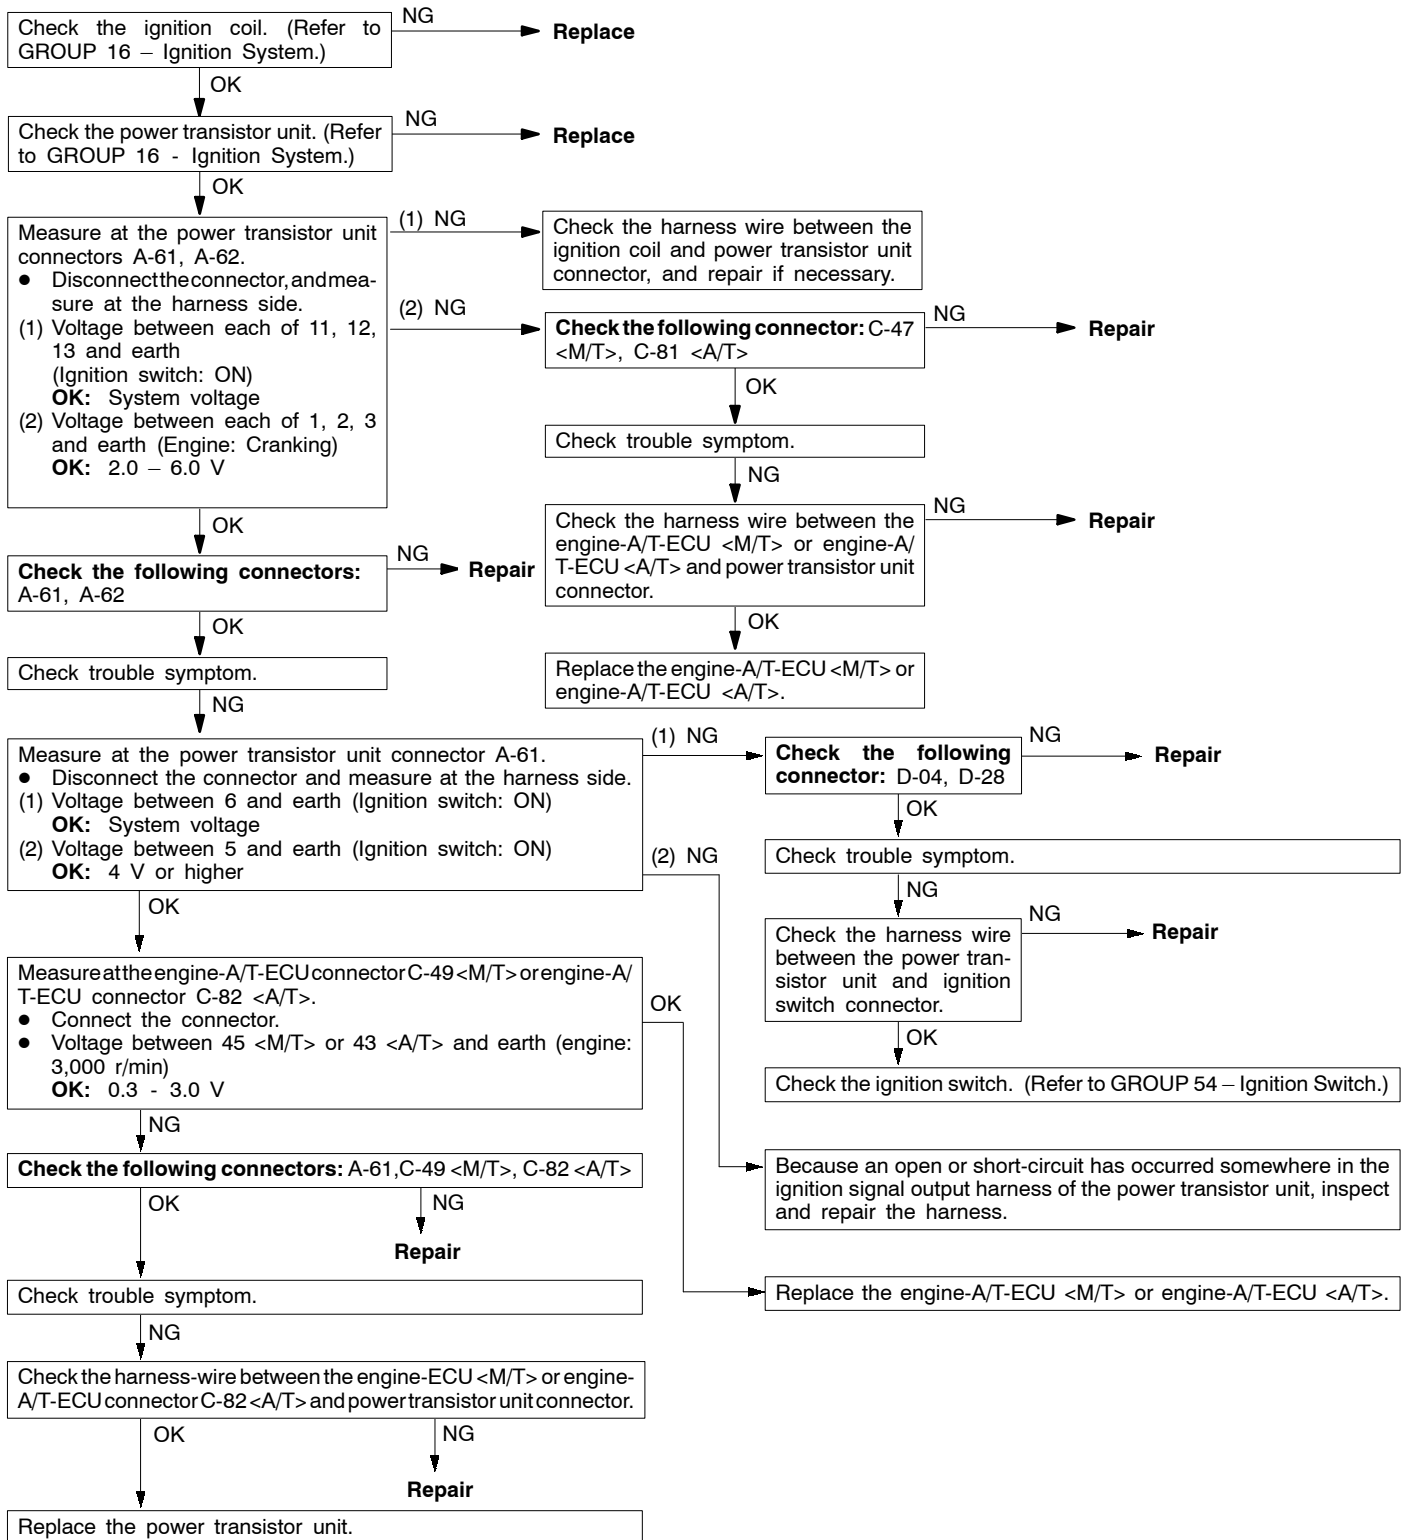 Check the ignition coil. (Refer to
GROUP 16 – Ignition System.)
NG
Replace
OK
Check the power transistor unit. (Refer
to GROUP 16 - Ignition System.)
NG
Replace
OK
Measure at the power transistor unit
connectors A-61, A-62.
● Disconnect the connector, and mea-
sure at the harness side.
(1) Voltage between each of 11, 12,
13 and earth
(Ignition switch: ON)
OK: System voltage
(2) Voltage between each of 1, 2, 3
and earth (Engine: Cranking)
OK: 2.0 – 6.0 V
(1) NG
Check the harness wire between the
ignition coil and power transistor unit
connector, and repair if necessary.
(2) NG
Check the following connector: C-47
<M/T>, C-81 <A/T>
NG
Repair
OK
Check trouble symptom.
NG
Check the harness wire between the
engine-A/T-ECU <M/T> or engine-A/
T-ECU <A/T> and power transistor unit
connector.
NG
Repair
OK
Replace the engine-A/T-ECU <M/T> or
engine-A/T-ECU <A/T>.
OK
Check the following connectors:
A-61, A-62
NG
Repair
OK
Check trouble symptom.
NG
Measure at the power transistor unit connector A-61.
● Disconnect the connector and measure at the harness side.
(1) Voltage between 6 and earth (Ignition switch: ON)
OK: System voltage
(2) Voltage between 5 and earth (Ignition switch: ON)
OK: 4 V or higher
(1) NG
Check the following
connector: D-04, D-28
NG
Repair
OK
Check trouble symptom.
NG
Check the harness wire
between the power tran-
sistor unit and ignition
switch connector.
NG
Repair
OK
Check the ignition switch. (Refer to GROUP 54 – Ignition Switch.)
(2) NG
Because an open or short-circuit has occurred somewhere in the
ignition signal output harness of the power transistor unit, inspect
and repair the harness.
OK
Measure at the engine-A/T-ECU connector C-49 <M/T> or engine-A/
T-ECU connector C-82 <A/T>.
● Connect the connector.
● Voltage between 45 <M/T> or 43 <A/T> and earth (engine:
3,000 r/min)
OK: 0.3 - 3.0 V
OK
Replace the engine-A/T-ECU <M/T> or engine-A/T-ECU <A/T>.
NG
Check the following connectors: A-61, C-49 <M/T>, C-82 <A/T>
OK
NG
Repair
Check trouble symptom.
NG
Check the harness-wire between the engine-ECU <M/T> or engine-
A/T-ECU connector C-82 <A/T> and power transistor unit connector.
OK
NG
Repair
Replace the power transistor unit.